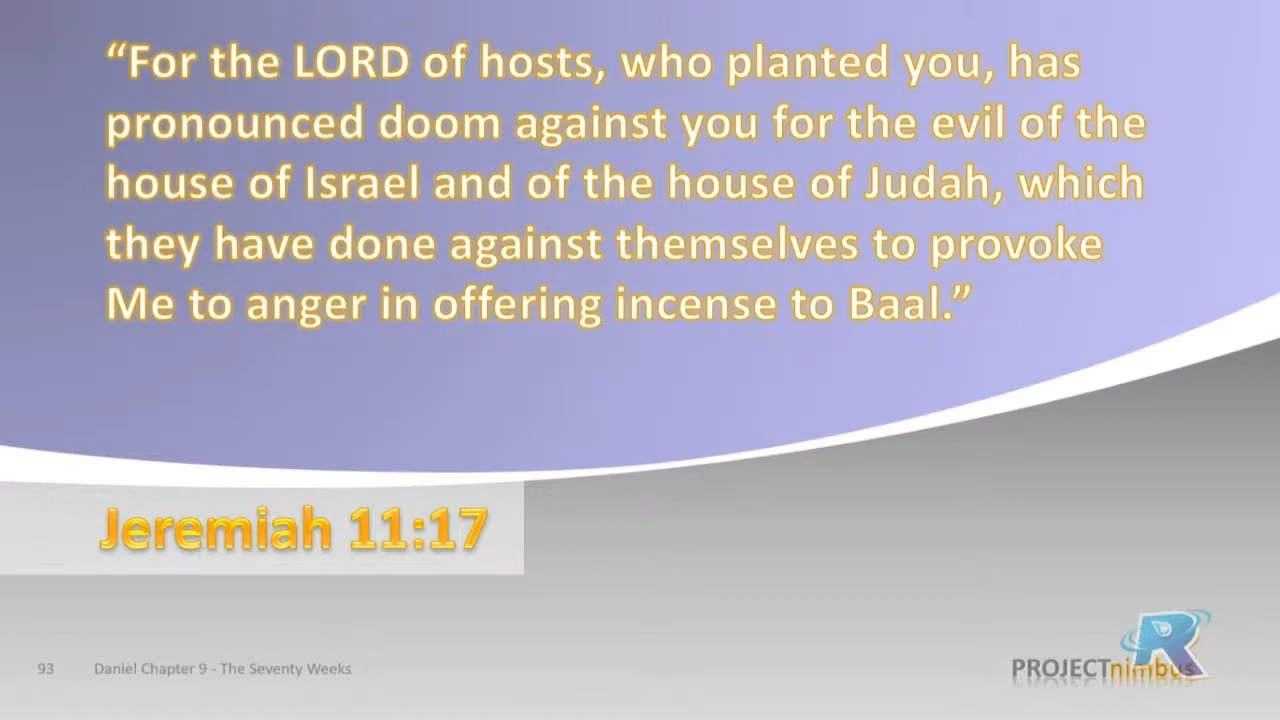 “For the LORD of hosts, who planted you, has
pronounced doom against you for the evil of the
house of Israel and of the house of Judah, which
they have done against themselves to provoke
Me to anger in offering incense to Baal.”
Jeremiah 11:17
93 Daniel Chapter 9 - The Seventy Weeks
R
PROJECTnimbus